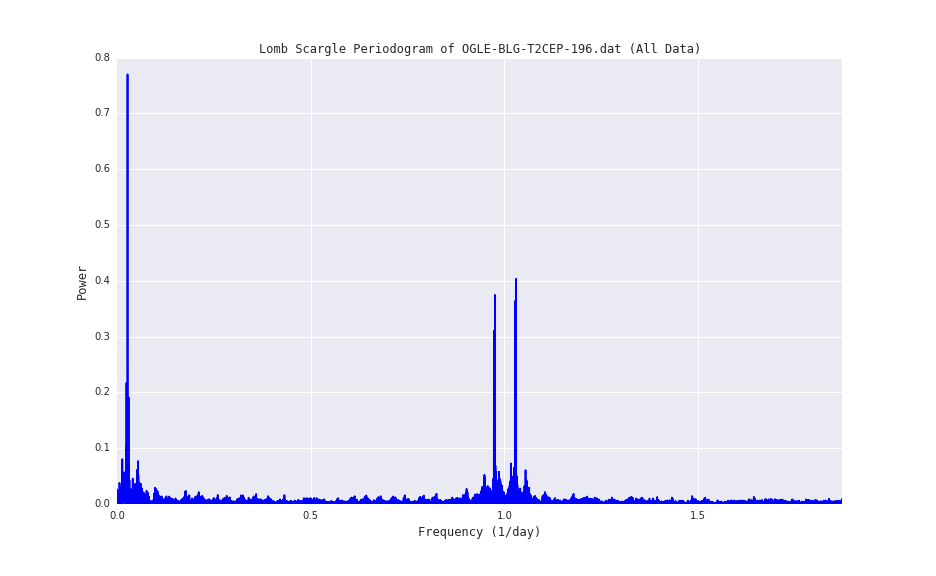 Lomb Scargle Periodogram of OGLE-BLG-T2CEP-196.dat (All Data)
0.8
0.7
0.6
0.5
0.4
0.3
0.2
0.1
0.0
Power
0.0 0.5 1.0 1.5
Frequency (1/day)